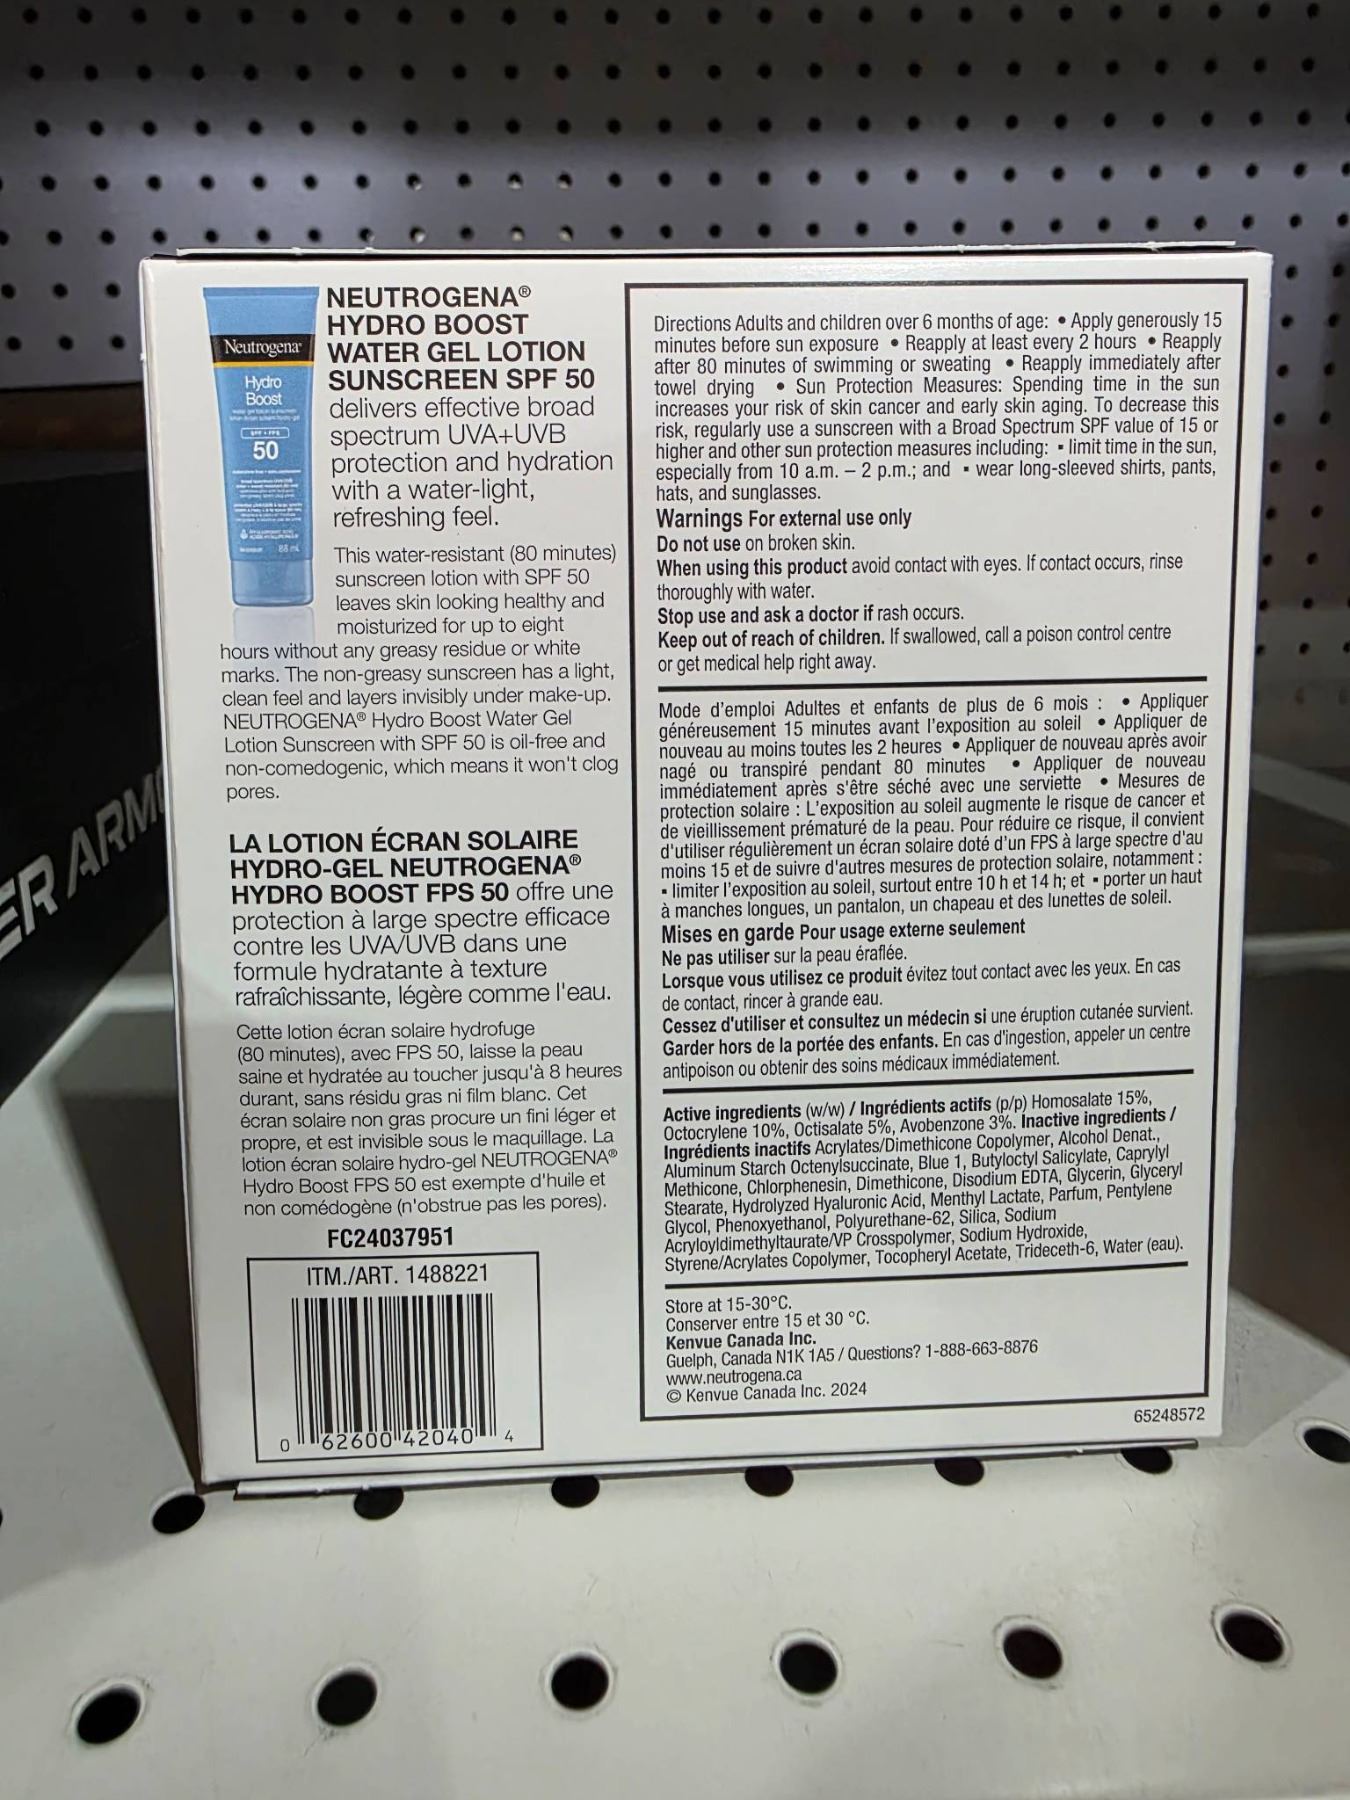 NEUTROGENA®
HYDRO BOOST
WATER GEL LOTION
SUNSCREEN SPF 50
delivers effective broad
spectrum UVA+UVB
protection and hydration
with a water-light,
refreshing feel.
This water-resistant (80 minutes)
sunscreen lotion with SPF 50
leaves skin looking healthy and
moisturized for up to eight
hours without any greasy residue or white
marks. The non-greasy sunscreen has a light,
clean feel and layers invisibly under make-up.
NEUTROGENA® Hydro Boost Water Gel
Lotion Sunscreen with SPF 50 is oil-free and
non-comedogenic, which means it won't clog
pores.
Neutrogena®
Hydro
Boost
SPF • FPS
50
88 mL
LA LOTION ÉCRAN SOLAIRE
HYDRO-GEL NEUTROGENA®
HYDRO BOOST FPS 50 offre une
protection à large spectre efficace
contre les UVA/UVB dans une
formule hydratante à texture
rafraîchissante, légère comme l'eau.
Cette lotion écran solaire hydrofuge
(80 minutes), avec FPS 50, laisse la peau
saine et hydratée au toucher jusqu'à 8 heures
durant, sans résidu gras ni film blanc. Cet
écran solaire non gras procure un fini léger et
propre, et est invisible sous le maquillage. La
lotion écran solaire hydro-gel NEUTROGENA®
Hydro Boost FPS 50 est exempte d'huile et
non comédogène (n'obstrue pas les pores).
FC24037951
ITM./ART. 1488221
0 62600 42040 4
Directions Adults and children over 6 months of age: • Apply generously 15
minutes before sun exposure • Reapply at least every 2 hours • Reapply
after 80 minutes of swimming or sweating • Reapply immediately after
towel drying • Sun Protection Measures: Spending time in the sun
increases your risk of skin cancer and early skin aging. To decrease this
risk, regularly use a sunscreen with a Broad Spectrum SPF value of 15 or
higher and other sun protection measures including: ▪ limit time in the sun,
especially from 10 a.m. – 2 p.m.; and ▪ wear long-sleeved shirts, pants,
hats, and sunglasses.
Warnings For external use only
Do not use on broken skin.
When using this product avoid contact with eyes. If contact occurs, rinse
thoroughly with water.
Stop use and ask a doctor if rash occurs.
Keep out of reach of children. If swallowed, call a poison control centre
or get medical help right away.
Mode d'emploi Adultes et enfants de plus de 6 mois : • Appliquer
généreusement 15 minutes avant l'exposition au soleil • Appliquer de
nouveau au moins toutes les 2 heures • Appliquer de nouveau après avoir
nagé ou transpiré pendant 80 minutes • Appliquer de nouveau
immédiatement après s'être séché avec une serviette • Mesures de
protection solaire : L'exposition au soleil augmente le risque de cancer et
de vieillissement prématuré de la peau. Pour réduire ce risque, il convient
d'utiliser régulièrement un écran solaire doté d'un FPS à large spectre d'au
moins 15 et de suivre d'autres mesures de protection solaire, notamment :
▪ limiter l'exposition au soleil, surtout entre 10 h et 14 h; et ▪ porter un haut
à manches longues, un pantalon, un chapeau et des lunettes de soleil.
Mises en garde Pour usage externe seulement
Ne pas utiliser sur la peau éraflée.
Lorsque vous utilisez ce produit évitez tout contact avec les yeux. En cas
de contact, rincer à grande eau.
Cessez d'utiliser et consultez un médecin si une éruption cutanée survient.
Garder hors de la portée des enfants. En cas d'ingestion, appeler un centre
antipoison ou obtenir des soins médicaux immédiatement.
Active ingredients (w/w) / Ingrédients actifs (p/p) Homosalate 15%,
Octocrylene 10%, Octisalate 5%, Avobenzone 3%. Inactive ingredients /
Ingrédients inactifs Acrylates/Dimethicone Copolymer, Alcohol Denat.,
Aluminum Starch Octenylsuccinate, Blue 1, Butyloctyl Salicylate, Caprylyl
Methicone, Chlorphenesin, Dimethicone, Disodium EDTA, Glycerin, Glyceryl
Stearate, Hydrolyzed Hyaluronic Acid, Menthyl Lactate, Parfum, Pentylene
Glycol, Phenoxyethanol, Polyurethane-62, Silica, Sodium
Acryloyldimethyltaurate/VP Crosspolymer, Sodium Hydroxide,
Styrene/Acrylates Copolymer, Tocopheryl Acetate, Trideceth-6, Water (eau).
Store at 15-30°C.
Conserver entre 15 et 30 °C.
Kenvue Canada Inc.
Guelph, Canada N1K 1A5 / Questions? 1-888-663-8876
www.neutrogena.ca
© Kenvue Canada Inc. 2024
65248572
ER ARM